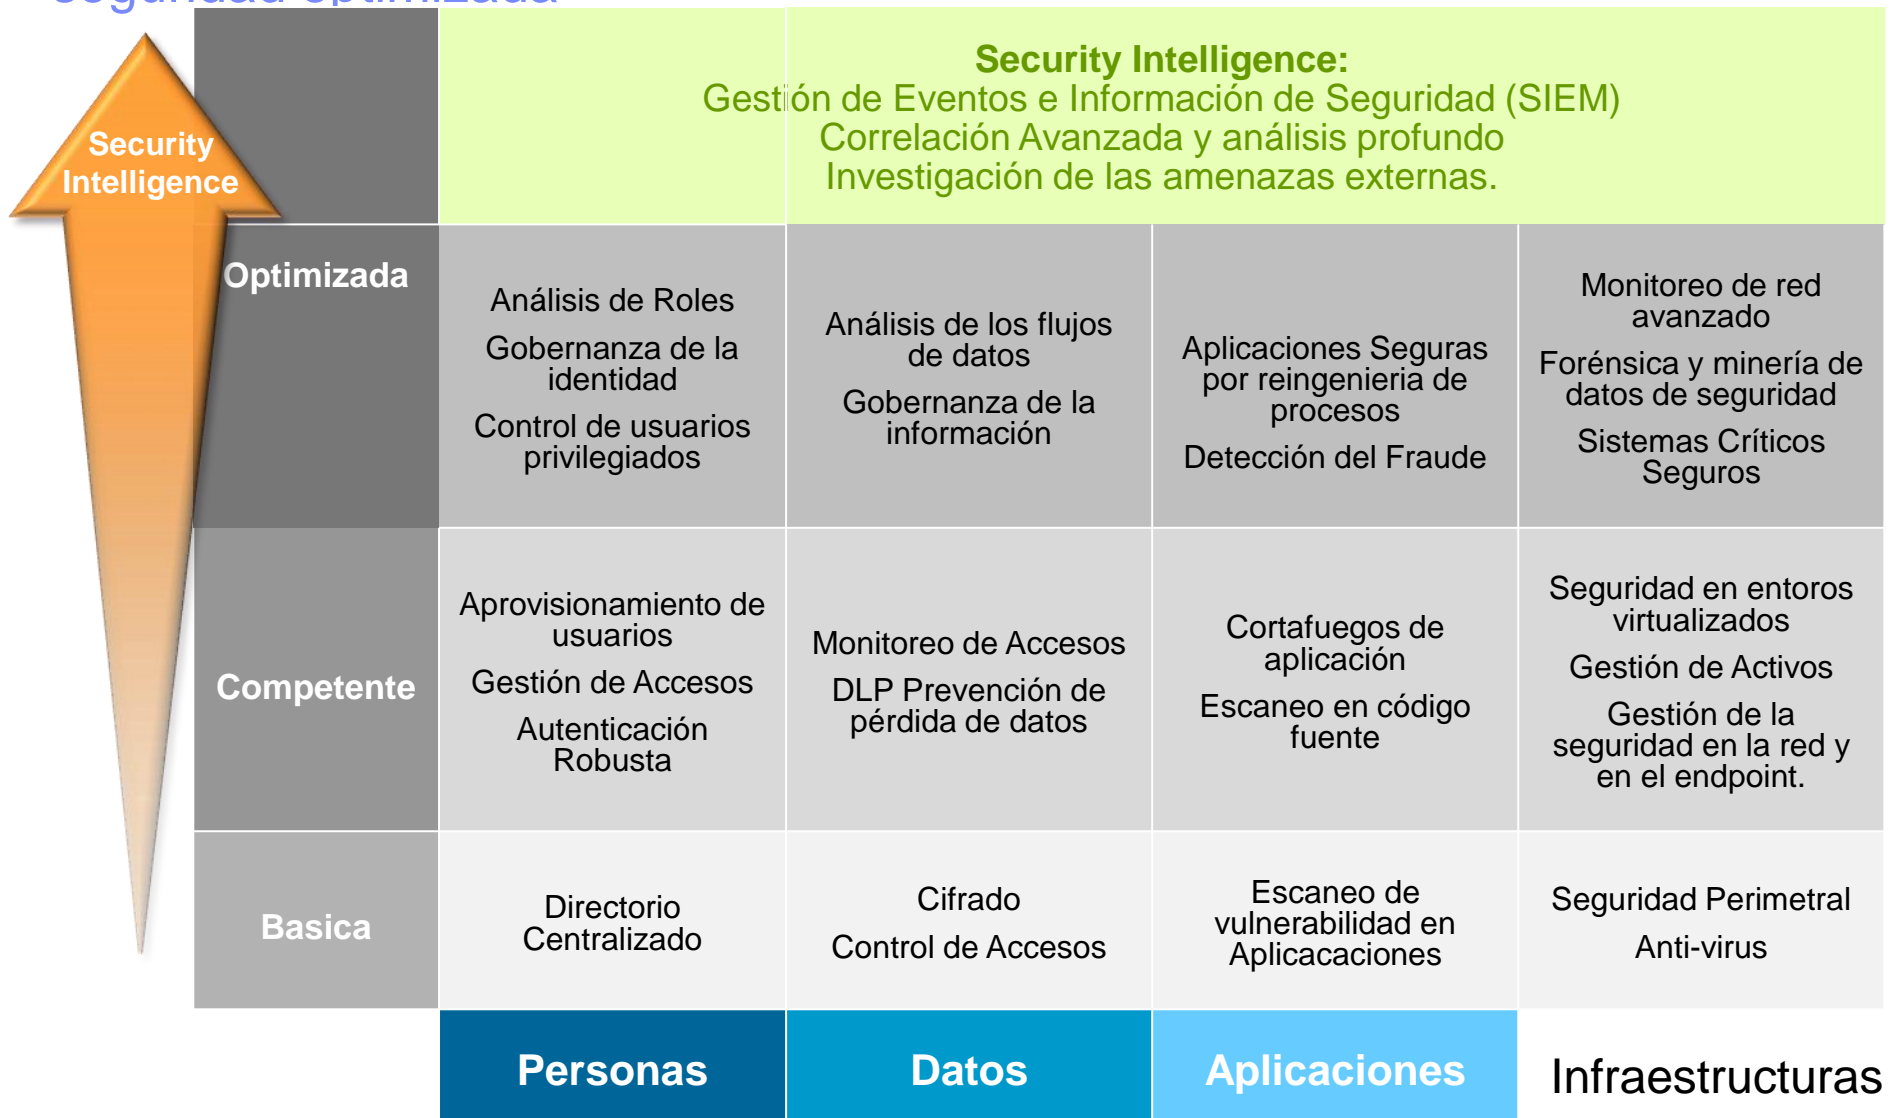 seguridad optimizada
Security Intelligence:
Gestión de Eventos e Información de Seguridad (SIEM)
Correlación Avanzada y análisis profundo
Investigación de las amenazas externas.
Security
Intelligence
Optimizada
Análisis de Roles
Gobernanza de la
identidad
Control de usuarios
privilegiados
Análisis de los flujos
de datos
Gobernanza de la
información
Aplicaciones Seguras
por reingenieria de
procesos
Detección del Fraude
Monitoreo de red
avanzado
Forénsica y minería de
datos de seguridad
Sistemas Críticos
Seguros
Competente
Aprovisionamiento de
usuarios
Gestión de Accesos
Autenticación
Robusta
Monitoreo de Accesos
DLP Prevención de
pérdida de datos
Cortafuegos de
aplicación
Escaneo en código
fuente
Seguridad en entoros
virtualizados
Gestión de Activos
Gestión de la
seguridad en la red y
en el endpoint.
Basica
Directorio
Centralizado
Cifrado
Control de Accesos
Escaneo de
vulnerabilidad en
Aplicacaciones
Seguridad Perimetral
Anti-virus
Personas
Datos
Aplicaciones
Infraestructuras